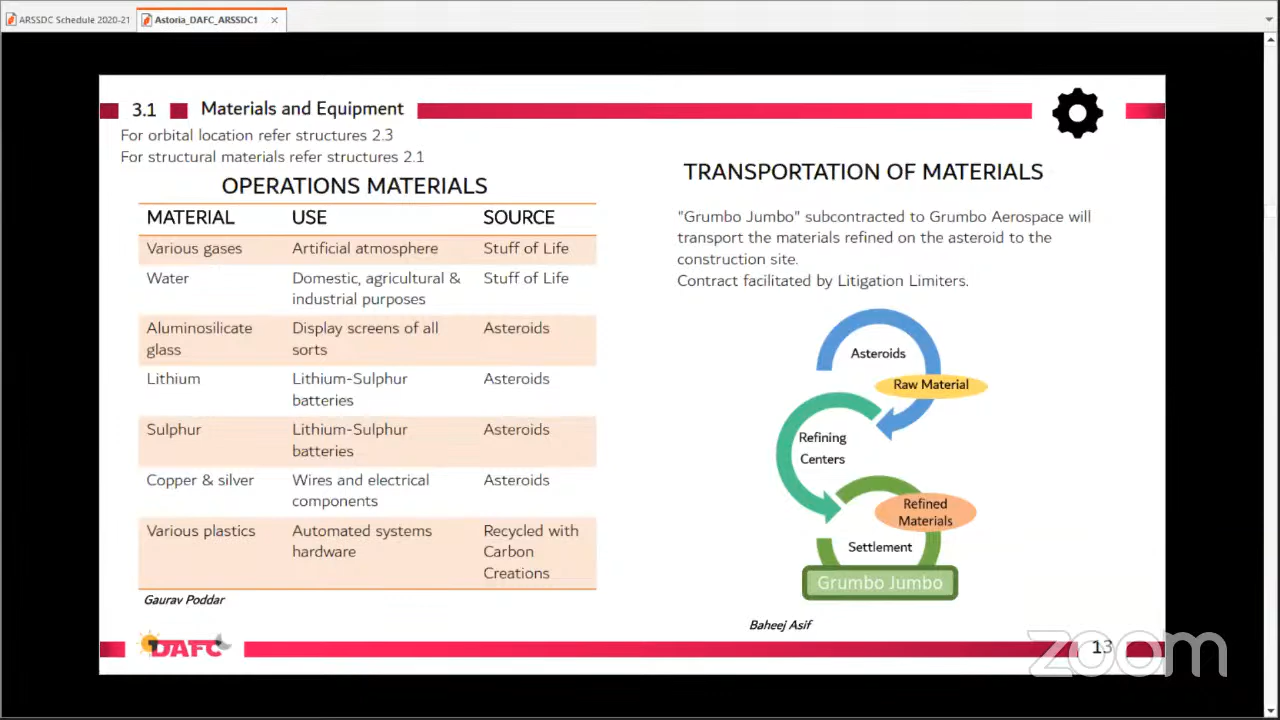 ARSSDC Schedule 2020-21
Astoria_DAFC_ARSSDC1
3.1 Materials and Equipment
For orbital location refer structures 2.3
For structural materials refer structures 2.1
OPERATIONS MATERIALS
MATERIAL USE SOURCE
Various gases Artificial atmosphere Stuff of Life
Water Domestic, agricultural & Stuff of Life
industrial purposes
Aluminosilicate Display screens of all Asteroids
glass sorts
Lithium Lithium-Sulphur Asteroids
batteries
Sulphur Lithium-Sulphur Asteroids
batteries
Copper & silver Wires and electrical Asteroids
components
Various plastics Automated systems Recycled with
hardware Carbon
Creations
Gaurav Poddar
TRANSPORTATION OF MATERIALS
"Grumbo Jumbo" subcontracted to Grumbo Aerospace will
transport the materials refined on the asteroid to the
construction site.
Contract facilitated by Litigation Limiters.
Asteroids
Raw Material
Refining
Centers
Refined
Materials
Settlement
Grumbo Jumbo
Baheej Asif
DAFC
13
zoom